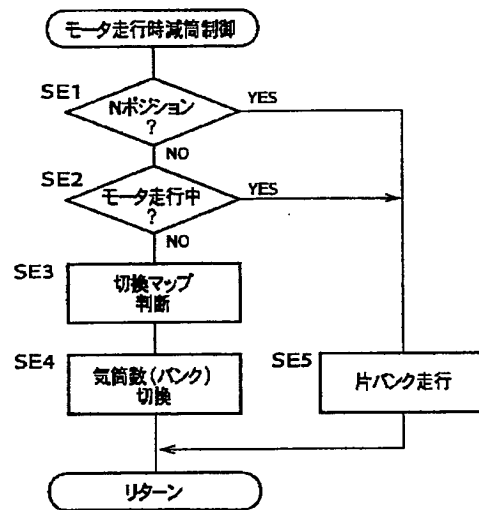 モータ走行時減筒制御
SE1
Nポジション
?
YES
NO
SE2
モータ走行中
?
YES
NO
SE3
切換マップ
判断
SE4
気筒数(バンク)
切換
SE5
片バンク走行
リターン